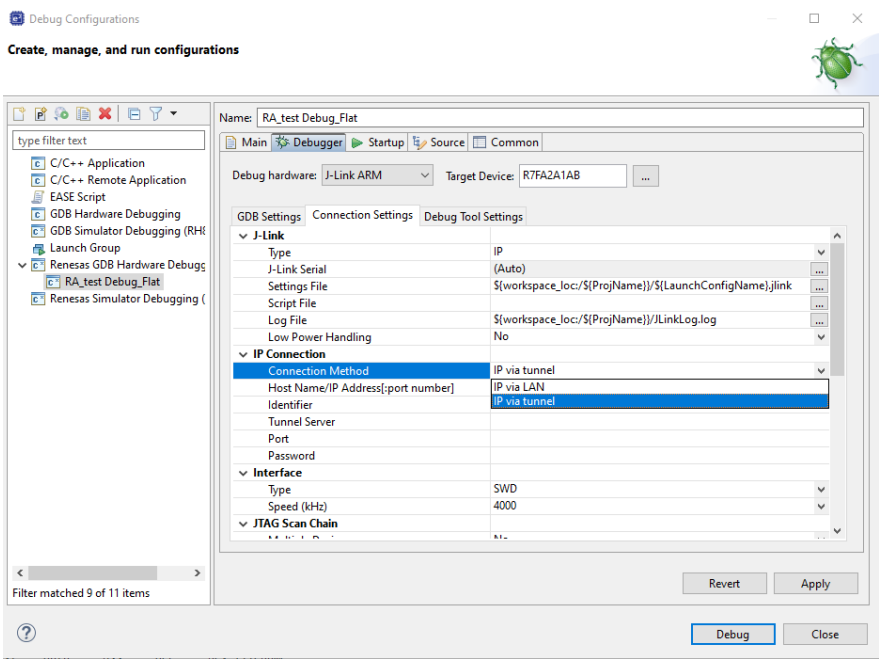 Debug Configurations
Create, manage, and run configurations
type filter text
C/C++ Application
C/C++ Remote Application
EASE Script
GDB Hardware Debugging
GDB Simulator Debugging (RH8
Launch Group
Renesas GDB Hardware Debugg
RA_test Debug_Flat
Renesas Simulator Debugging (
Filter matched 9 of 11 items
Name: RA_test Debug_Flat
Main Debugger Startup Source Common
Debug hardware: J-Link ARM Target Device: R7FA2A1AB ...
GDB Settings Connection Settings Debug Tool Settings
J-Link
Type IP
J-Link Serial (Auto) ...
Settings File ${workspace_loc:/${ProjName}}/${LaunchConfigName}.jlink ...
Script File ...
Log File ${workspace_loc:/${ProjName}}/JLinkLog.log ...
Low Power Handling No
IP Connection
Connection Method IP via tunnel
Host Name/IP Address[:port number] IP via LAN
Identifier IP via tunnel
Tunnel Server
Port
Password
Interface
Type SWD
Speed (kHz) 4000
JTAG Scan Chain
Revert Apply
? Debug Close